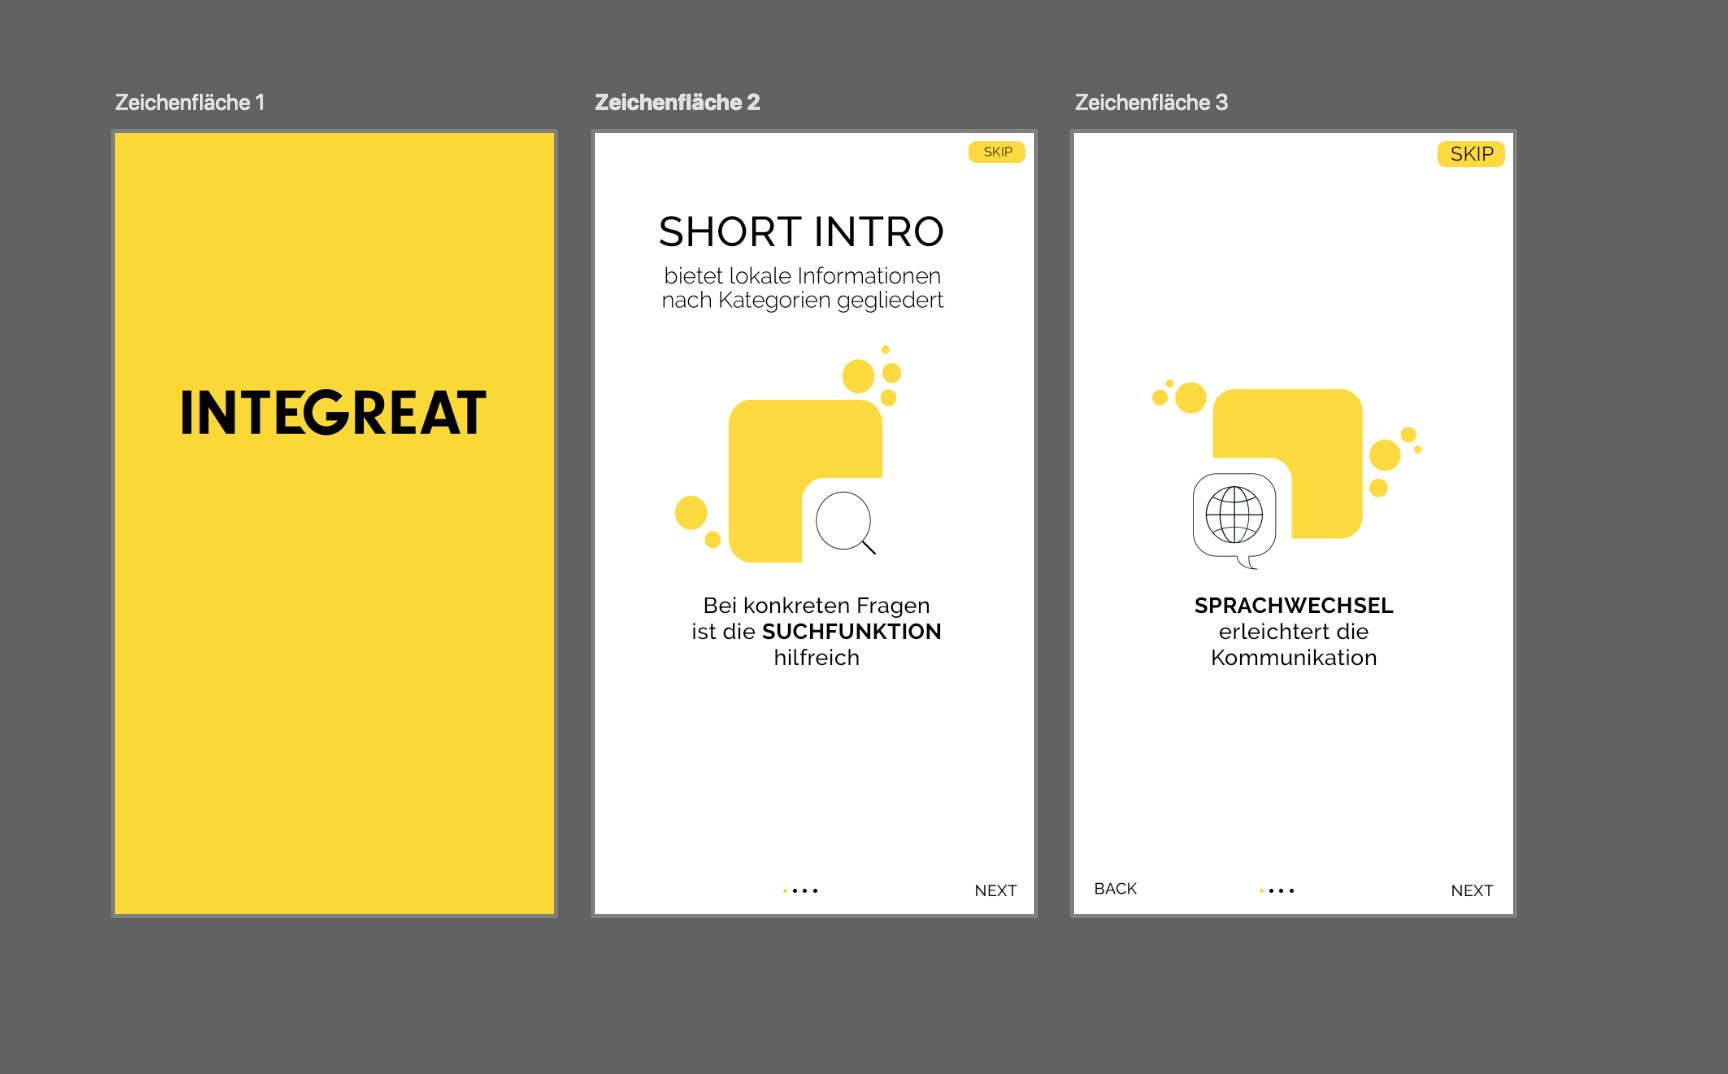 Zeichenfläche 1
INTEGREAT
Zeichenfläche 2
SKIP
SHORT INTRO
bietet lokale Informationen
nach Kategorien gegliedert
Bei konkreten Fragen
ist die SUCHFUNKTION
hilfreich
NEXT
Zeichenfläche 3
SKIP
SPRACHWECHSEL
erleichtert die
Kommunikation
BACK
NEXT